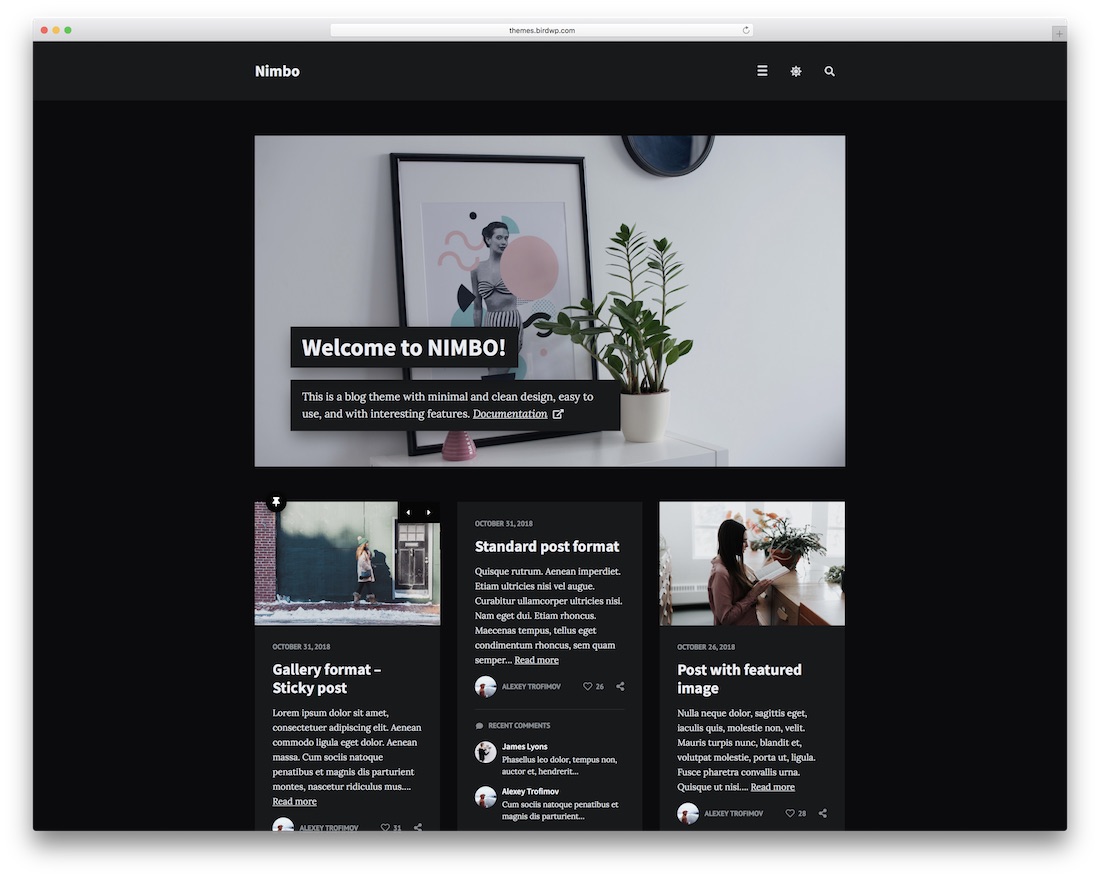 themes.birdwp.com
Nimbo
Welcome to NIMBO!
This is a blog theme with minimal and clean design, easy to
use, and with interesting features. Documentation
OCTOBER 31, 2018
Gallery format –
Sticky post
Lorem ipsum dolor sit amet,
consectetuer adipiscing elit. Aenean
commodo ligula eget dolor. Aenean
massa. Cum sociis natoque
penatibus et magnis dis parturient
montes, nascetur ridiculus mus....
Read more
ALEXEY TROFIMOV 31
OCTOBER 31, 2018
Standard post format
Quisque rutrum. Aenean imperdiet.
Etiam ultricies nisi vel augue.
Curabitur ullamcorper ultricies nisi.
Nam eget dui. Etiam rhoncus.
Maecenas tempus, tellus eget
condimentum rhoncus, sem quam
semper... Read more
ALEXEY TROFIMOV 26
RECENT COMMENTS
James Lyons
Phasellus leo dolor, tempus non,
auctor et, hendrerit...
Alexey Trofimov
Cum sociis natoque penatibus et
magnis dis parturient...
OCTOBER 26, 2018
Post with featured
image
Nulla neque dolor, sagittis eget,
iaculis quis, molestie non, velit.
Mauris turpis nunc, blandit et,
volutpat molestie, porta ut, ligula.
Fusce pharetra convallis urna.
Quisque ut nisi.... Read more
ALEXEY TROFIMOV 28